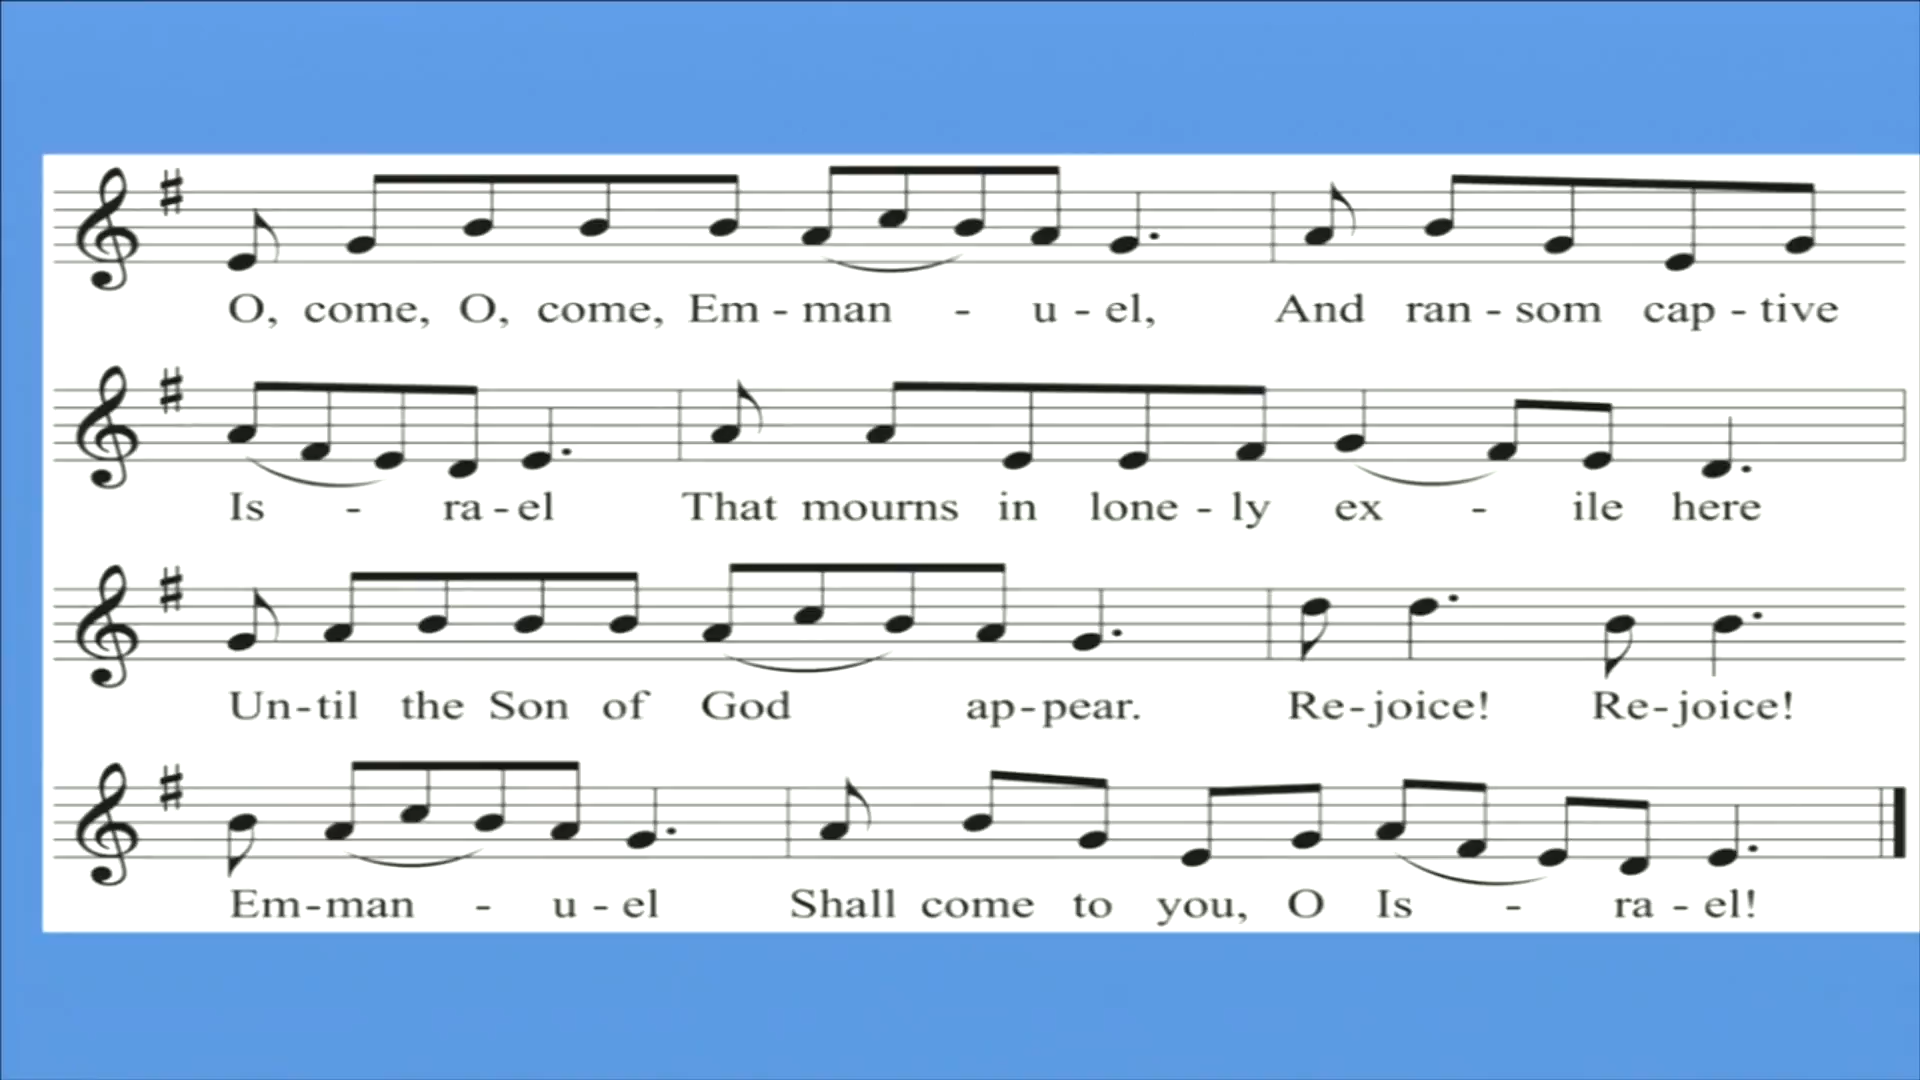 O, come, O, come, Em - man - u - el, And ran - som cap - tive
Is - ra - el That mourns in lone - ly ex - ile here
Un - til the Son of God ap - pear. Re - joice! Re - joice!
Em - man - u - el Shall come to you, O Is - ra - el!